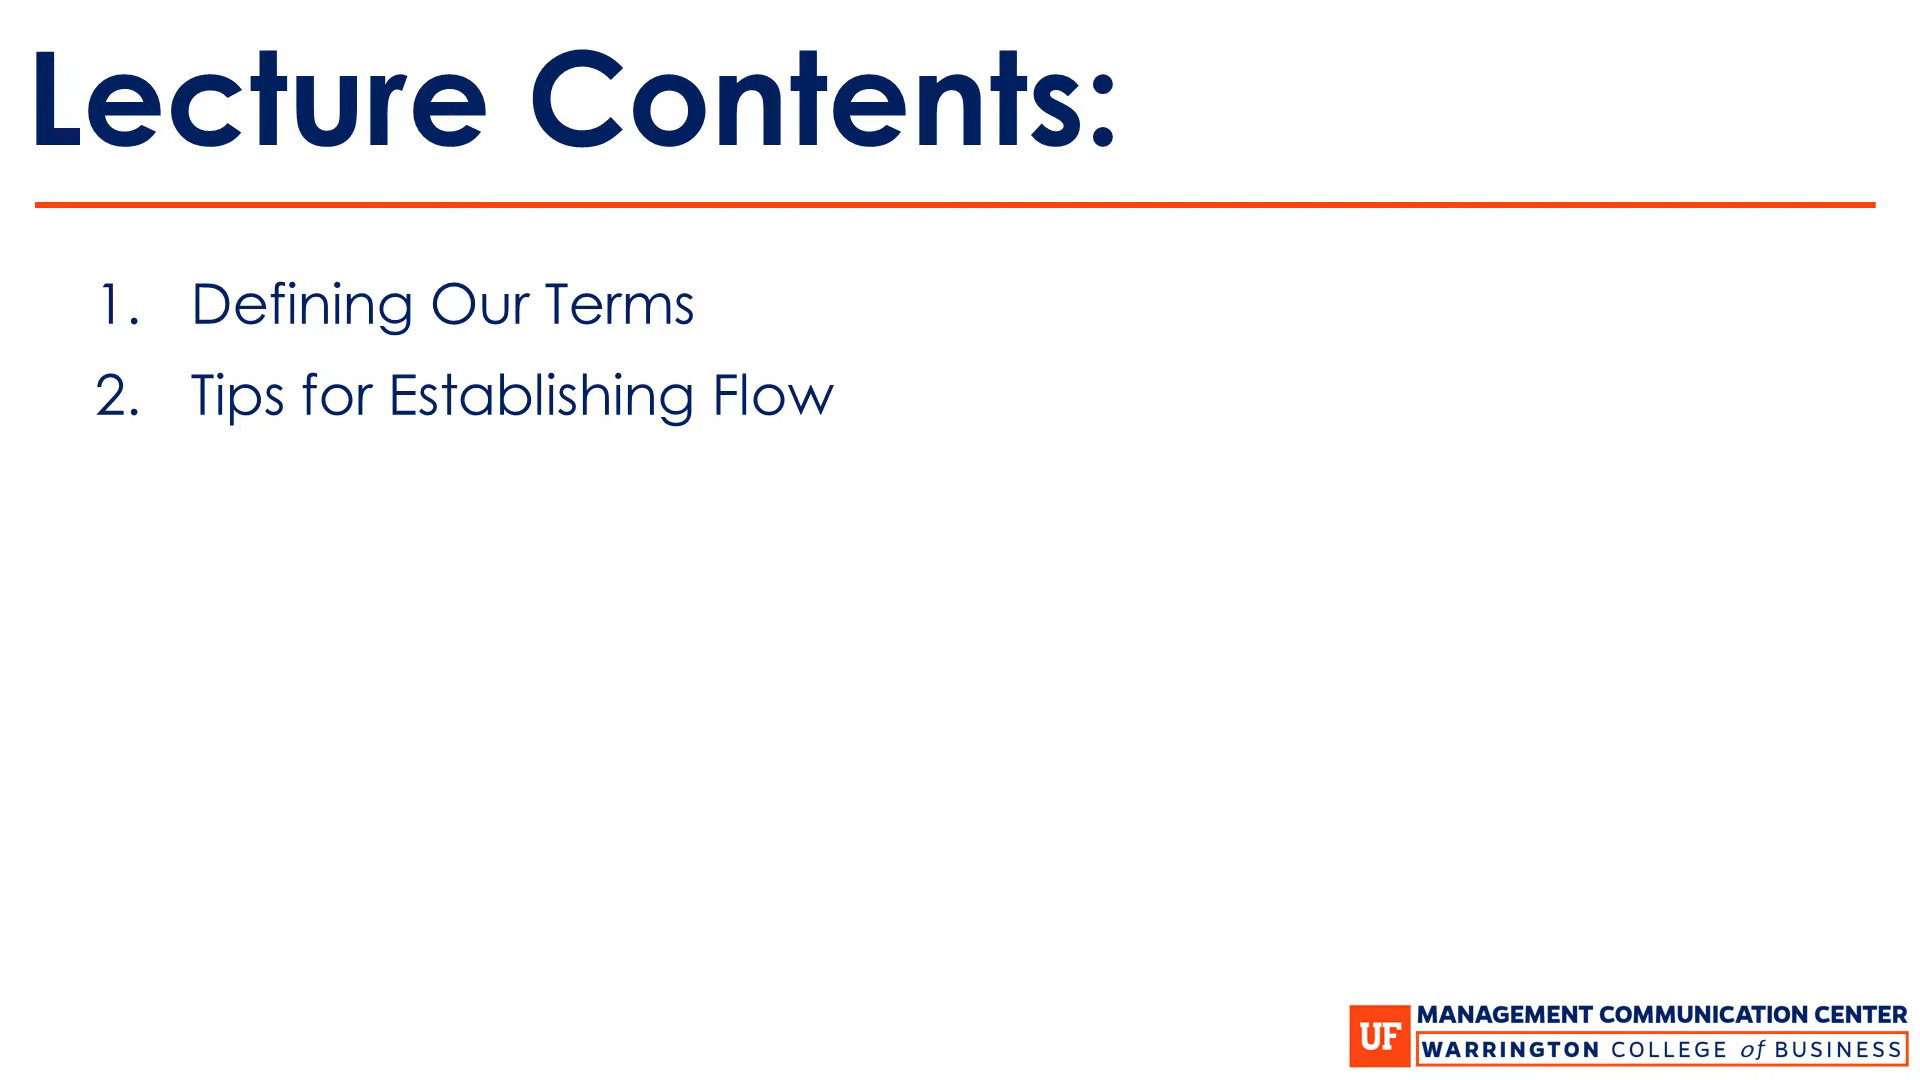 Lecture Contents:
1. Defining Our Terms
2. Tips for Establishing Flow
UF
MANAGEMENT COMMUNICATION CENTER
WARRINGTON COLLEGE of BUSINESS